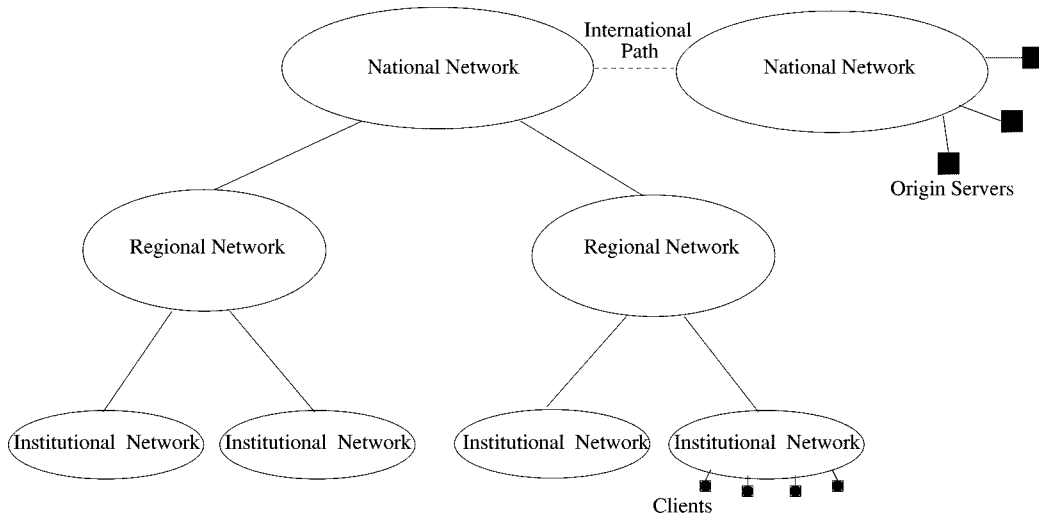 International
Path
National Network
National Network
Origin Servers
Regional Network
Regional Network
Institutional Network
Institutional Network
Institutional Network
Institutional Network
Clients